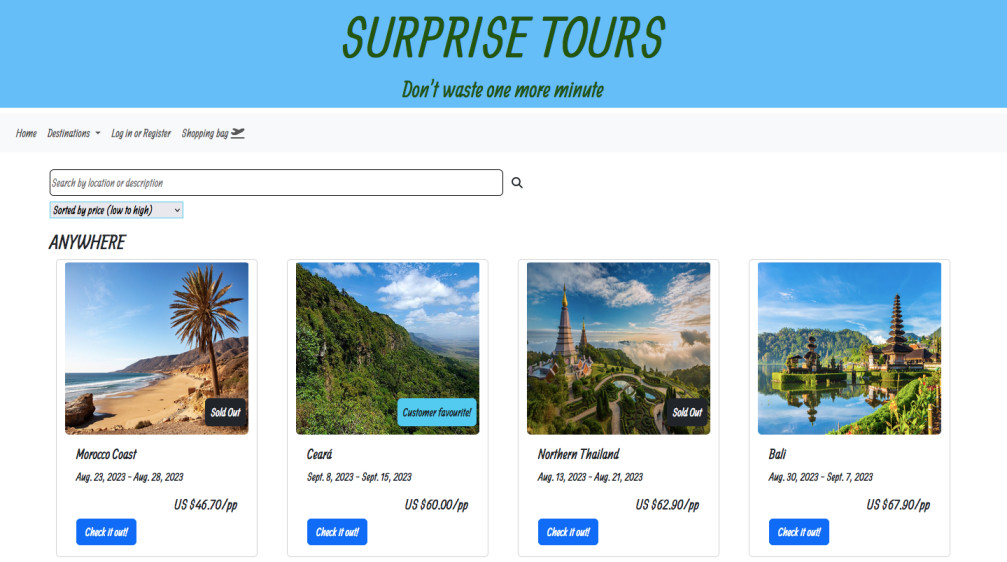 SURPRISE TOURS
Don't waste one more minute
Home Destinations Log in or Register Shopping bag
Search by location or description
Sorted by price (low to high)
ANYWHERE
Sold Out
Customer favourite!
Sold Out
Morocco Coast
Aug. 23, 2023 - Aug. 28, 2023
US $46.70/pp
Check it out!
Ceará
Sept. 8, 2023 - Sept. 15, 2023
US $60.00/pp
Check it out!
Northern Thailand
Aug. 13, 2023 - Aug. 21, 2023
US $62.90/pp
Check it out!
Bali
Aug. 30, 2023 - Sept. 7, 2023
US $67.90/pp
Check it out!